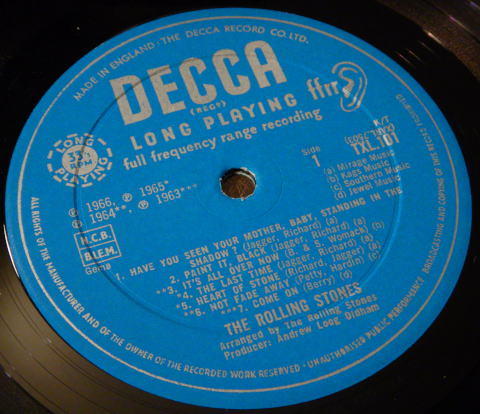 MADE IN ENGLAND · THE DECCA RECORD CO. LTD.
DECCA
(REGD)
ffrr
LONG PLAYING
full frequency range recording
LONG
33⅓
PLAYING
℗ 1966, ℗ 1965*
℗ 1964**, ℗ 1963***
N.C.B.
B.I.E.M.
Gema
Side
1
K/T
TXL.101
(a) Mirage Music
(b) Kags Music
(c) Southern Music
(d) Jewel Music
1. HAVE YOU SEEN YOUR MOTHER, BABY, STANDING IN THE
SHADOW? (Jagger, Richard) (a)
2. PAINT IT, BLACK (Jagger, Richard) (a)
**3. IT'S ALL OVER NOW (B & S. Womack) (b)
*4. THE LAST TIME (Jagger, Richard) (a)
*5. HEART OF STONE (Richard, Jagger) (a)
**6. NOT FADE AWAY (Petty, Hardin) (c)
***7. COME ON (Berry) (d)
THE ROLLING STONES
Arranged by The Rolling Stones
Producer: Andrew Loog Oldham
ALL RIGHTS OF THE MANUFACTURER AND OF THE OWNER OF THE RECORDED WORK RESERVED · UNAUTHORISED PUBLIC PERFORMANCE, BROADCASTING AND COPYING OF THIS RECORD PROHIBITED